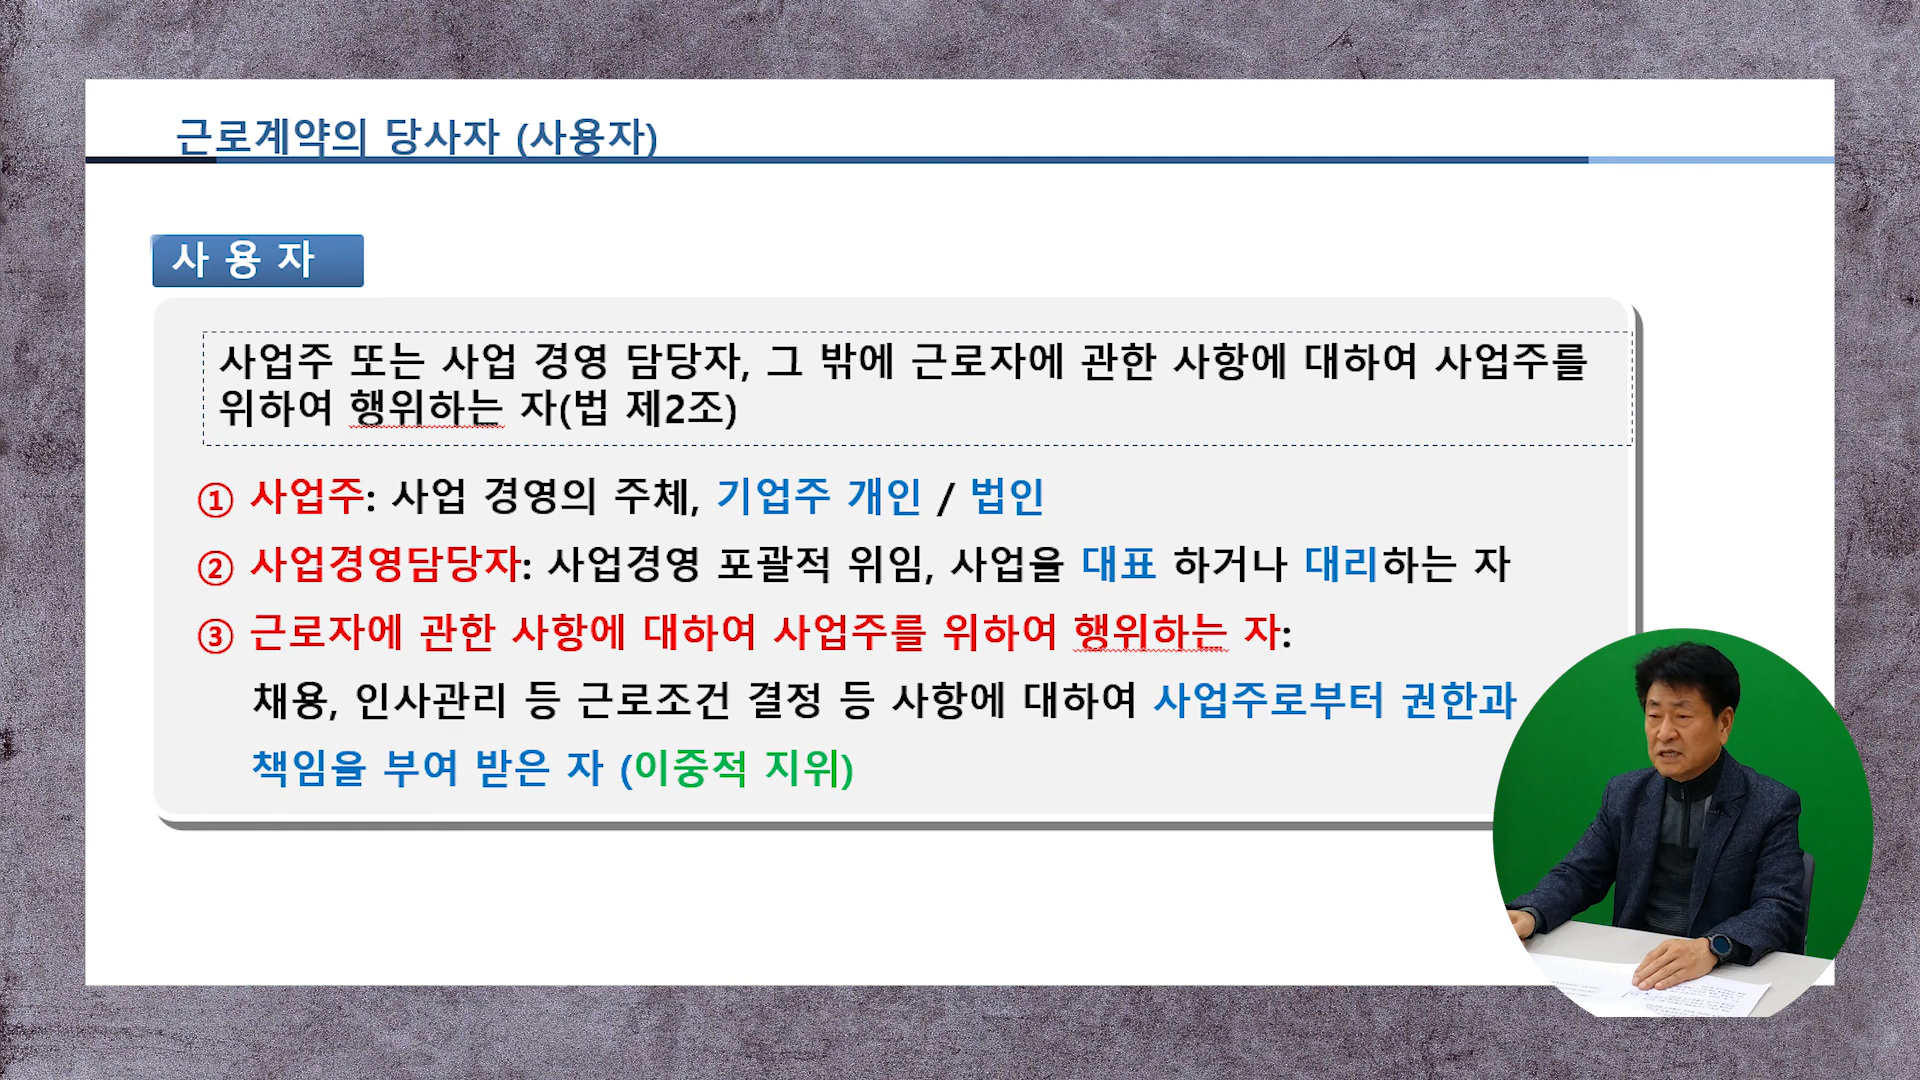 근로계약의 당사자 (사용자)
사 용 자
사업주 또는 사업 경영 담당자, 그 밖에 근로자에 관한 사항에 대하여 사업주를
위하여 행위하는 자(법 제2조)
① 사업주: 사업 경영의 주체, 기업주 개인 / 법인
② 사업경영담당자: 사업경영 포괄적 위임, 사업을 대표 하거나 대리하는 자
③ 근로자에 관한 사항에 대하여 사업주를 위하여 행위하는 자:
채용, 인사관리 등 근로조건 결정 등 사항에 대하여 사업주로부터 권한과
책임을 부여 받은 자 (이중적 지위)